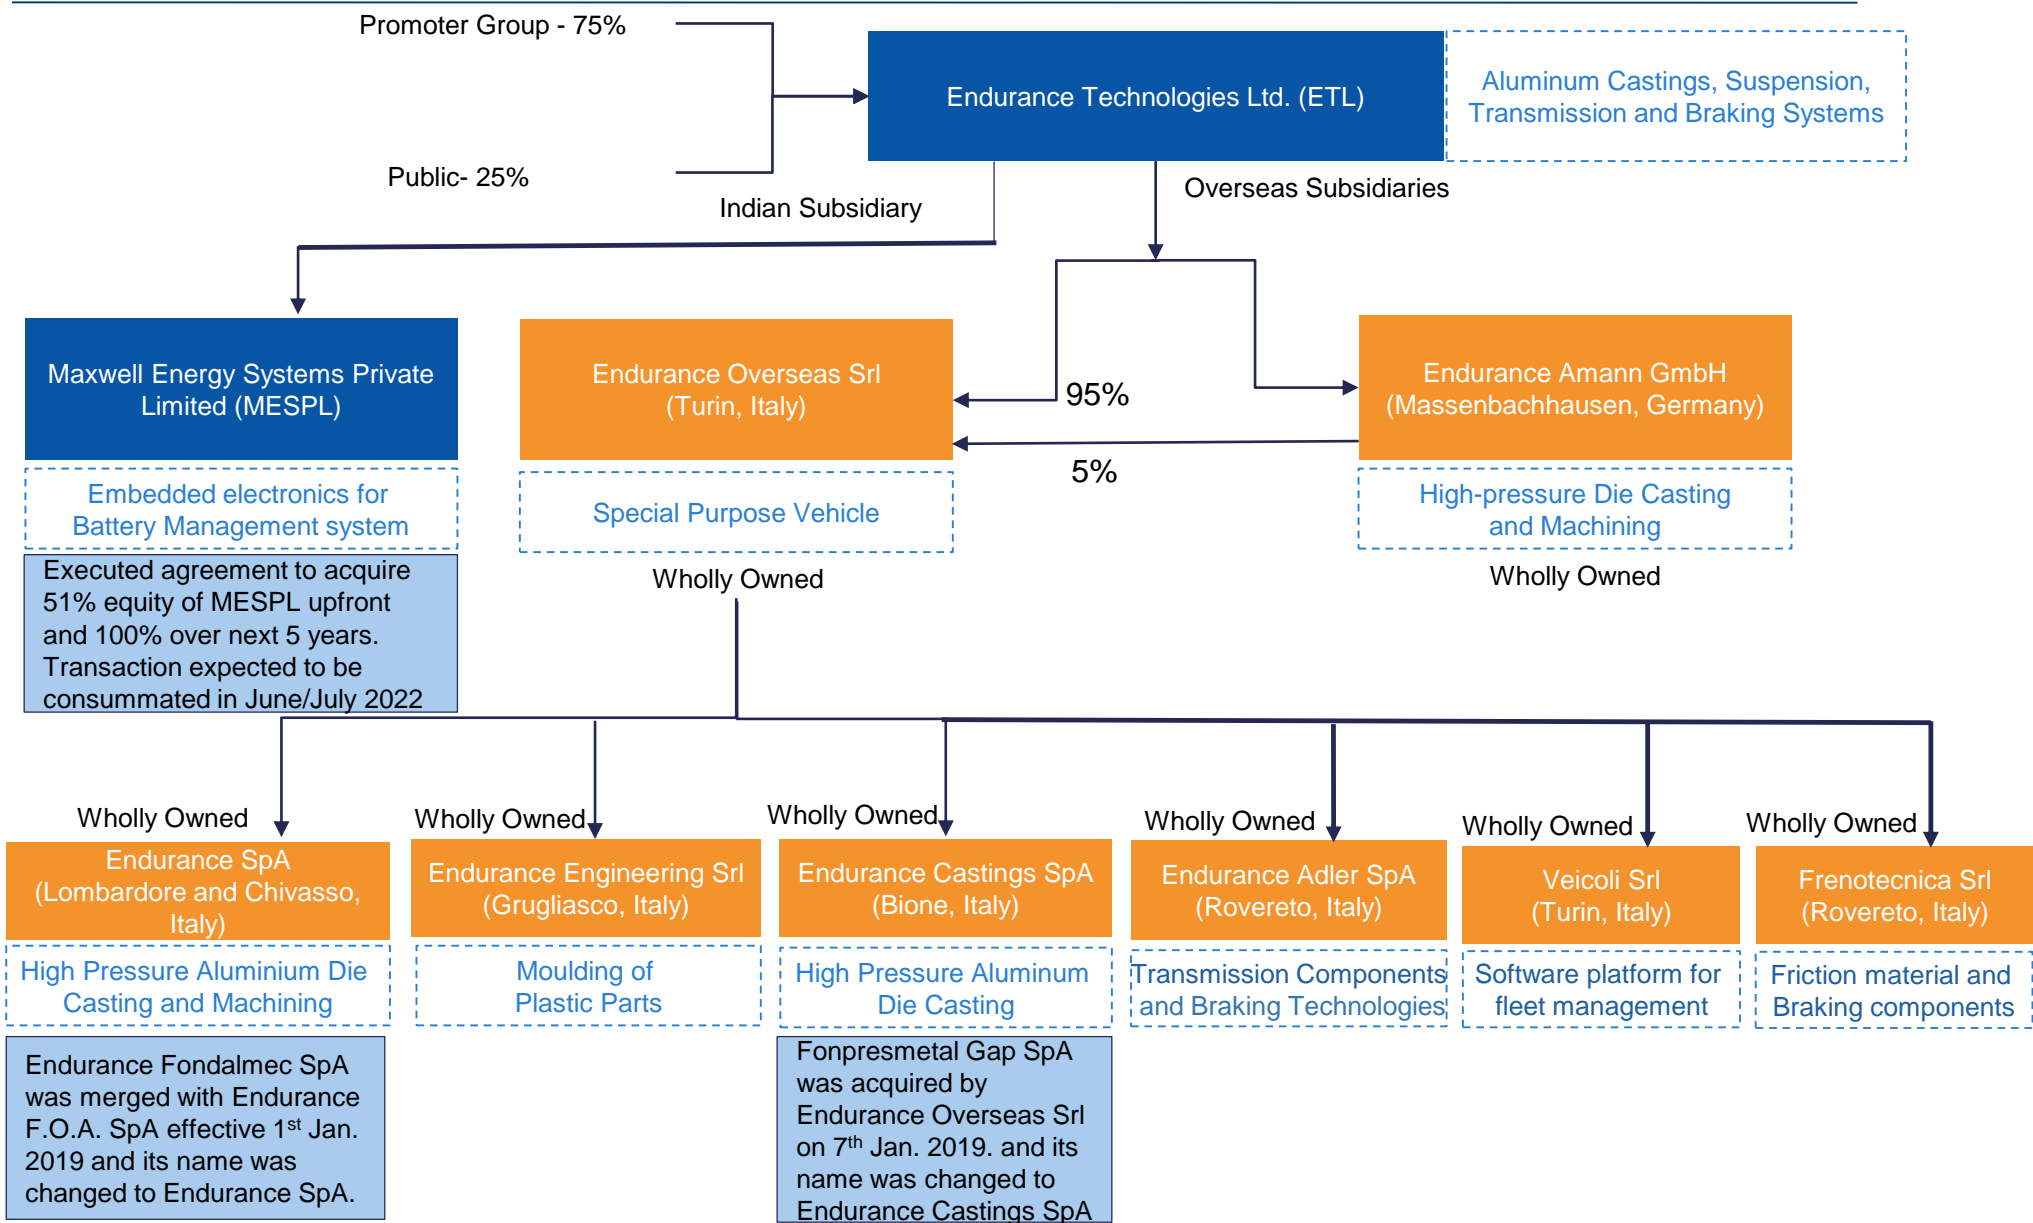 Promoter Group - 75%
Endurance Technologies Ltd. (ETL)
Aluminum Castings, Suspension,
Transmission and Braking Systems
Public- 25%
Indian Subsidiary
Overseas Subsidiaries
Maxwell Energy Systems Private
Limited (MESPL)
Endurance Overseas Srl
(Turin, Italy)
95%
5%
Endurance Amann GmbH
(Massenbachhausen, Germany)
Embedded electronics for
Battery Management system
Special Purpose Vehicle
High-pressure Die Casting
and Machining
Executed agreement to acquire
51% equity of MESPL upfront
and 100% over next 5 years.
Transaction expected to be
consummated in June/July 2022
Wholly Owned
Wholly Owned
Wholly Owned
Wholly Owned
Wholly Owned
Wholly Owned
Wholly Owned
Wholly Owned
Endurance SpA
(Lombardore and Chivasso,
Italy)
Endurance Engineering Srl
(Grugliasco, Italy)
Endurance Castings SpA
(Bione, Italy)
Endurance Adler SpA
(Rovereto, Italy)
Veicoli Srl
(Turin, Italy)
Frenotecnica Srl
(Rovereto, Italy)
High Pressure Aluminium Die
Casting and Machining
Moulding of
Plastic Parts
High Pressure Aluminum
Die Casting
Transmission Components
and Braking Technologies
Software platform for
fleet management
Friction material and
Braking components
Endurance Fondalmec SpA
was merged with Endurance
F.O.A. SpA effective 1st Jan.
2019 and its name was
changed to Endurance SpA.
Fonpresmetal Gap SpA
was acquired by
Endurance Overseas Srl
on 7th Jan. 2019. and its
name was changed to
Endurance Castings SpA